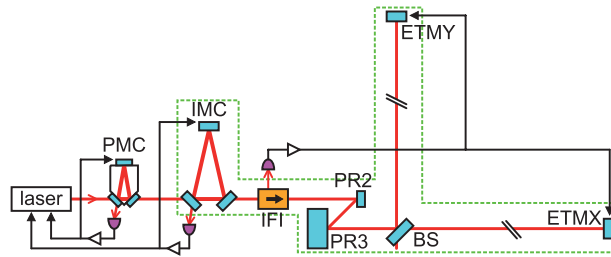 ETMY
IMC
PMC
PR2
laser
IFI
ETMX
PR3
BS